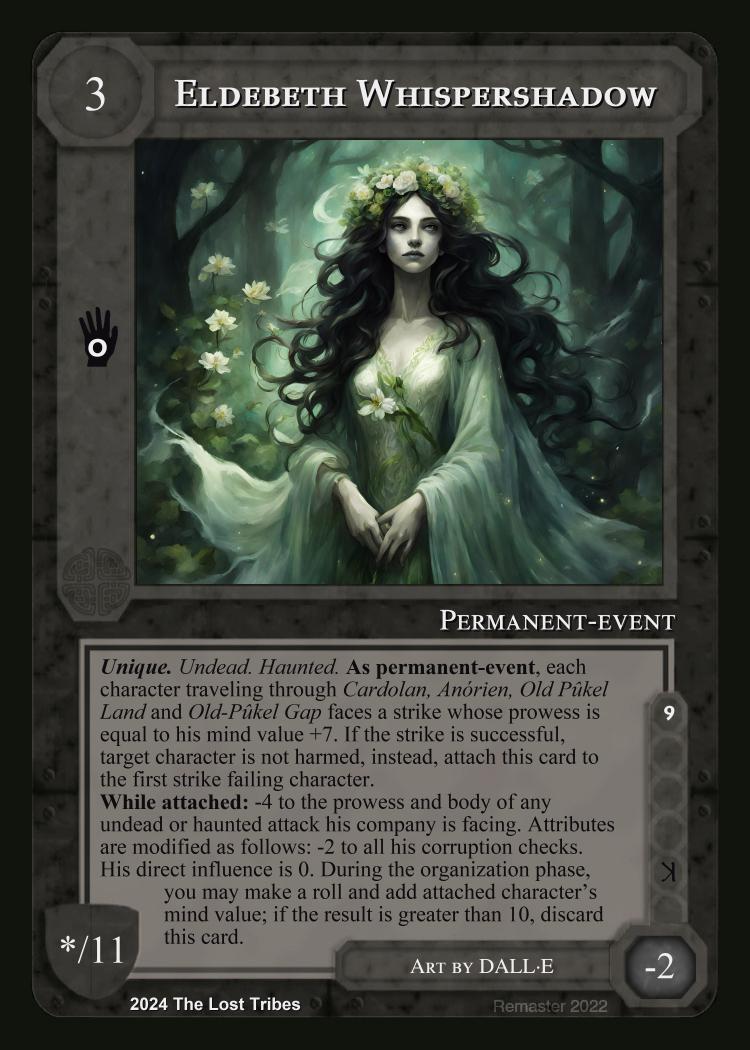 3
Eldebeth Whispershadow
O
Permanent-event
Unique. Undead. Haunted. As permanent-event, each
character traveling through Cardolan, Anórien, Old Pûkel
Land and Old-Pûkel Gap faces a strike whose prowess is
equal to his mind value +7. If the strike is successful,
target character is not harmed, instead, attach this card to
the first strike failing character.
While attached: -4 to the prowess and body of any
undead or haunted attack his company is facing. Attributes
are modified as follows: -2 to all his corruption checks.
His direct influence is 0. During the organization phase,
you may make a roll and add attached character’s
mind value; if the result is greater than 10, discard
this card.
9
*/11
Art by DALL·E
-2
2024 The Lost Tribes
Remaster 2022